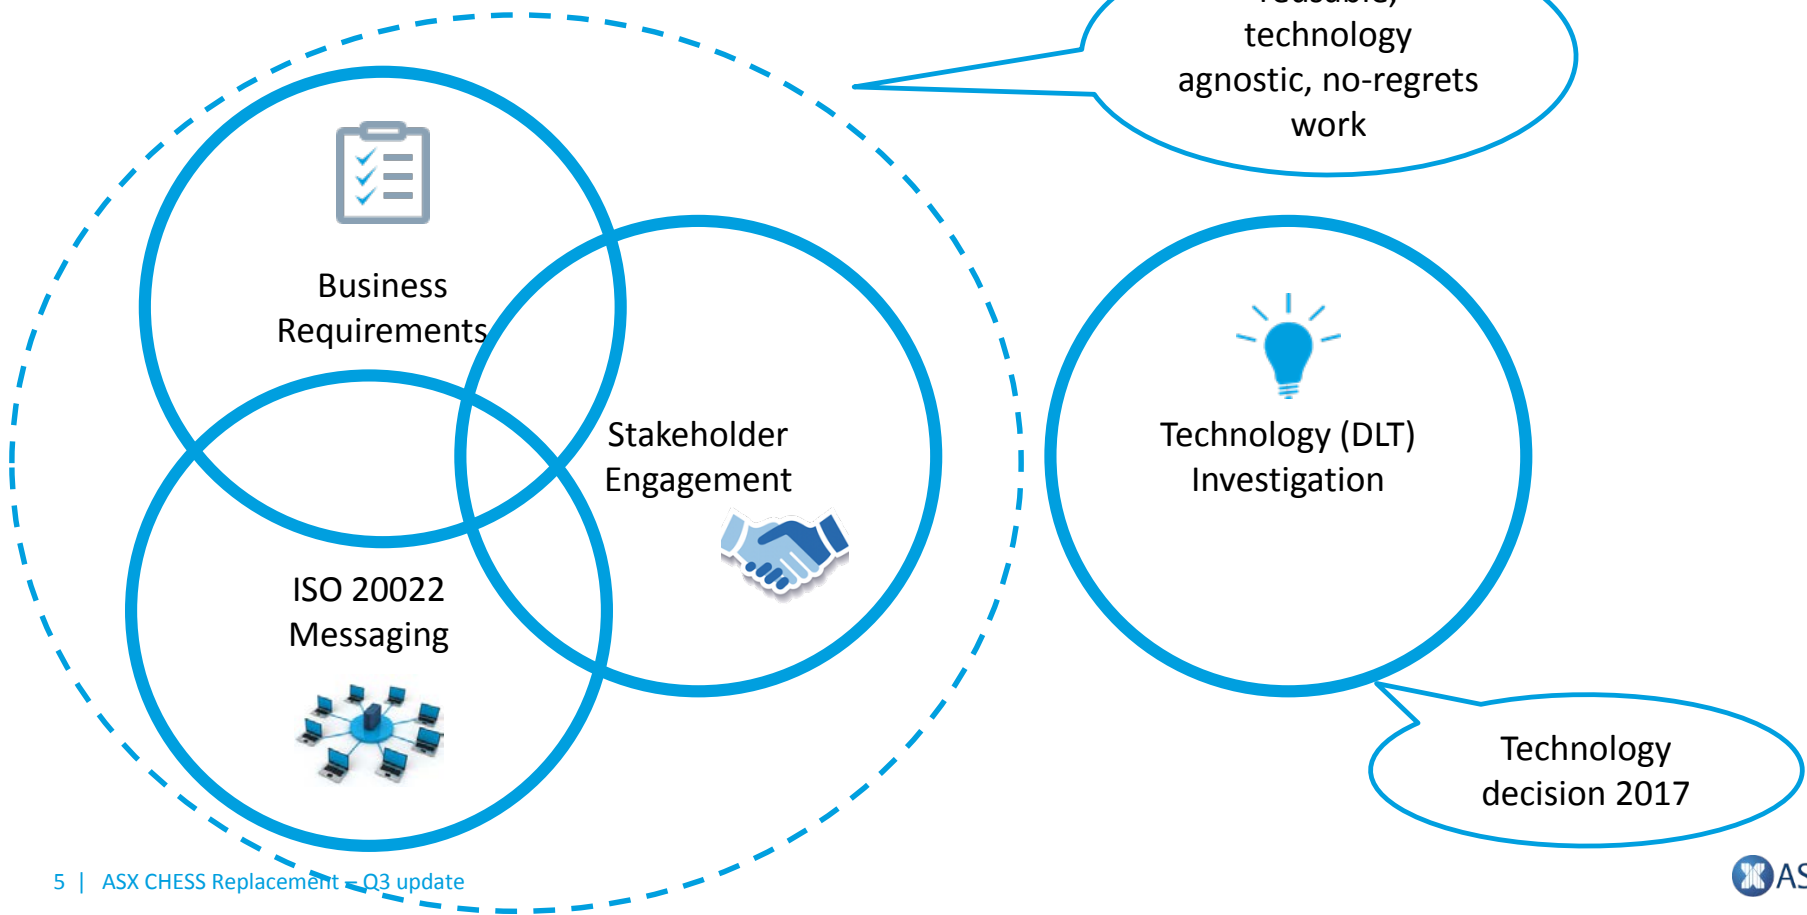 technology
agnostic, no-regrets
work
Business
Requirements
Stakeholder
Engagement
Technology (DLT)
Investigation
ISO 20022
Messaging
Technology
decision 2017
5 | ASX CHESS Replacement – Q3 update